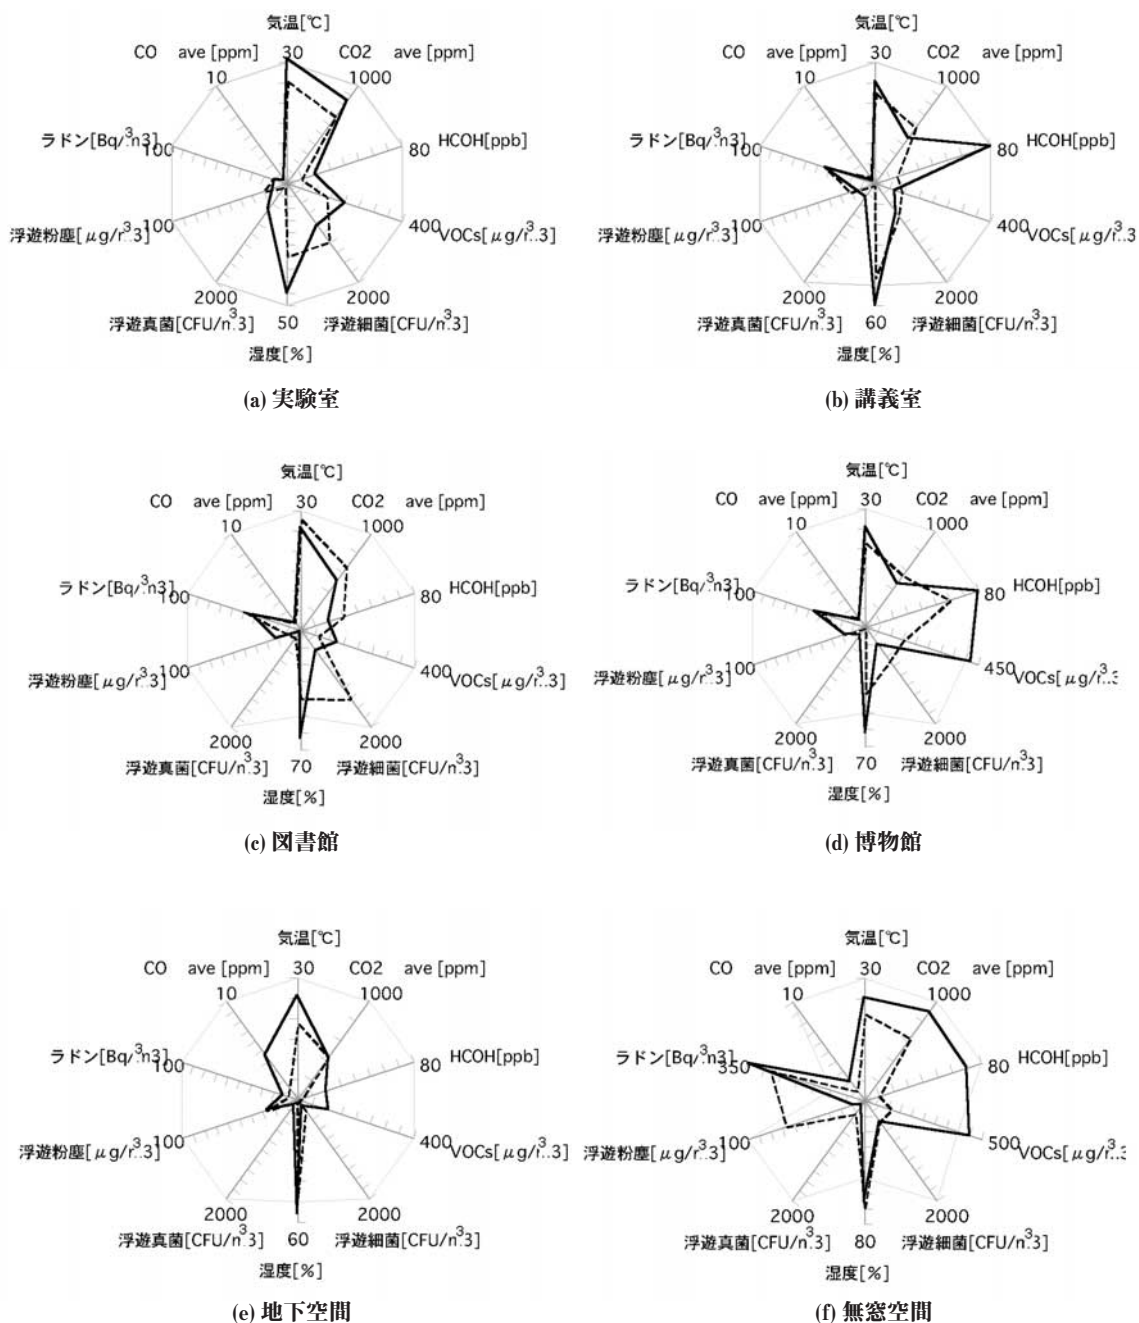 気温[℃]
CO ave [ppm] 30 CO2 ave [ppm]
10 1000
ラドン[Bq/m3]
100 80 HCOH[ppb]
浮遊粉塵[μg/m3] 100 400 VOCs[μg/m3]
2000 2000
浮遊真菌[CFU/m3] 50 浮遊細菌[CFU/m3]
湿度[%]
(a) 実験室
気温[℃]
CO ave [ppm] 30 CO2 ave [ppm]
10 1000
ラドン[Bq/m3]
100 80 HCOH[ppb]
浮遊粉塵[μg/m3] 100 400 VOCs[μg/m3]
2000 2000
浮遊真菌[CFU/m3] 60 浮遊細菌[CFU/m3]
湿度[%]
(b) 講義室
気温[℃]
CO ave [ppm] 30 CO2 ave [ppm]
10 1000
ラドン[Bq/m3]
100 80 HCOH[ppb]
浮遊粉塵[μg/m3] 100 400 VOCs[μg/m3]
2000 2000
浮遊真菌[CFU/m3] 70 浮遊細菌[CFU/m3]
湿度[%]
(c) 図書館
気温[℃]
CO ave [ppm] 30 CO2 ave [ppm]
10 1000
ラドン[Bq/m3]
100 80 HCOH[ppb]
浮遊粉塵[μg/m3] 100 450 VOCs[μg/m3
2000 2000
浮遊真菌[CFU/m3] 70 浮遊細菌[CFU/m3]
湿度[%]
(d) 博物館
気温[℃]
CO ave [ppm] 30 CO2 ave [ppm]
10 1000
ラドン[Bq/m3]
100 80 HCOH[ppb]
浮遊粉塵[μg/m3] 100 400 VOCs[μg/m3]
2000 2000
浮遊真菌[CFU/m3] 60 浮遊細菌[CFU/m3]
湿度[%]
(e) 地下空間
気温[℃]
CO ave [ppm] 30 CO2 ave [ppm]
10 1000
ラドン[Bq/m3]
350 80 HCOH[ppb]
浮遊粉塵[μg/m3] 100 500 VOCs[μg/m3
2000 2000
浮遊真菌[CFU/m3] 80 浮遊細菌[CFU/m3]
湿度[%]
(f) 無窓空間